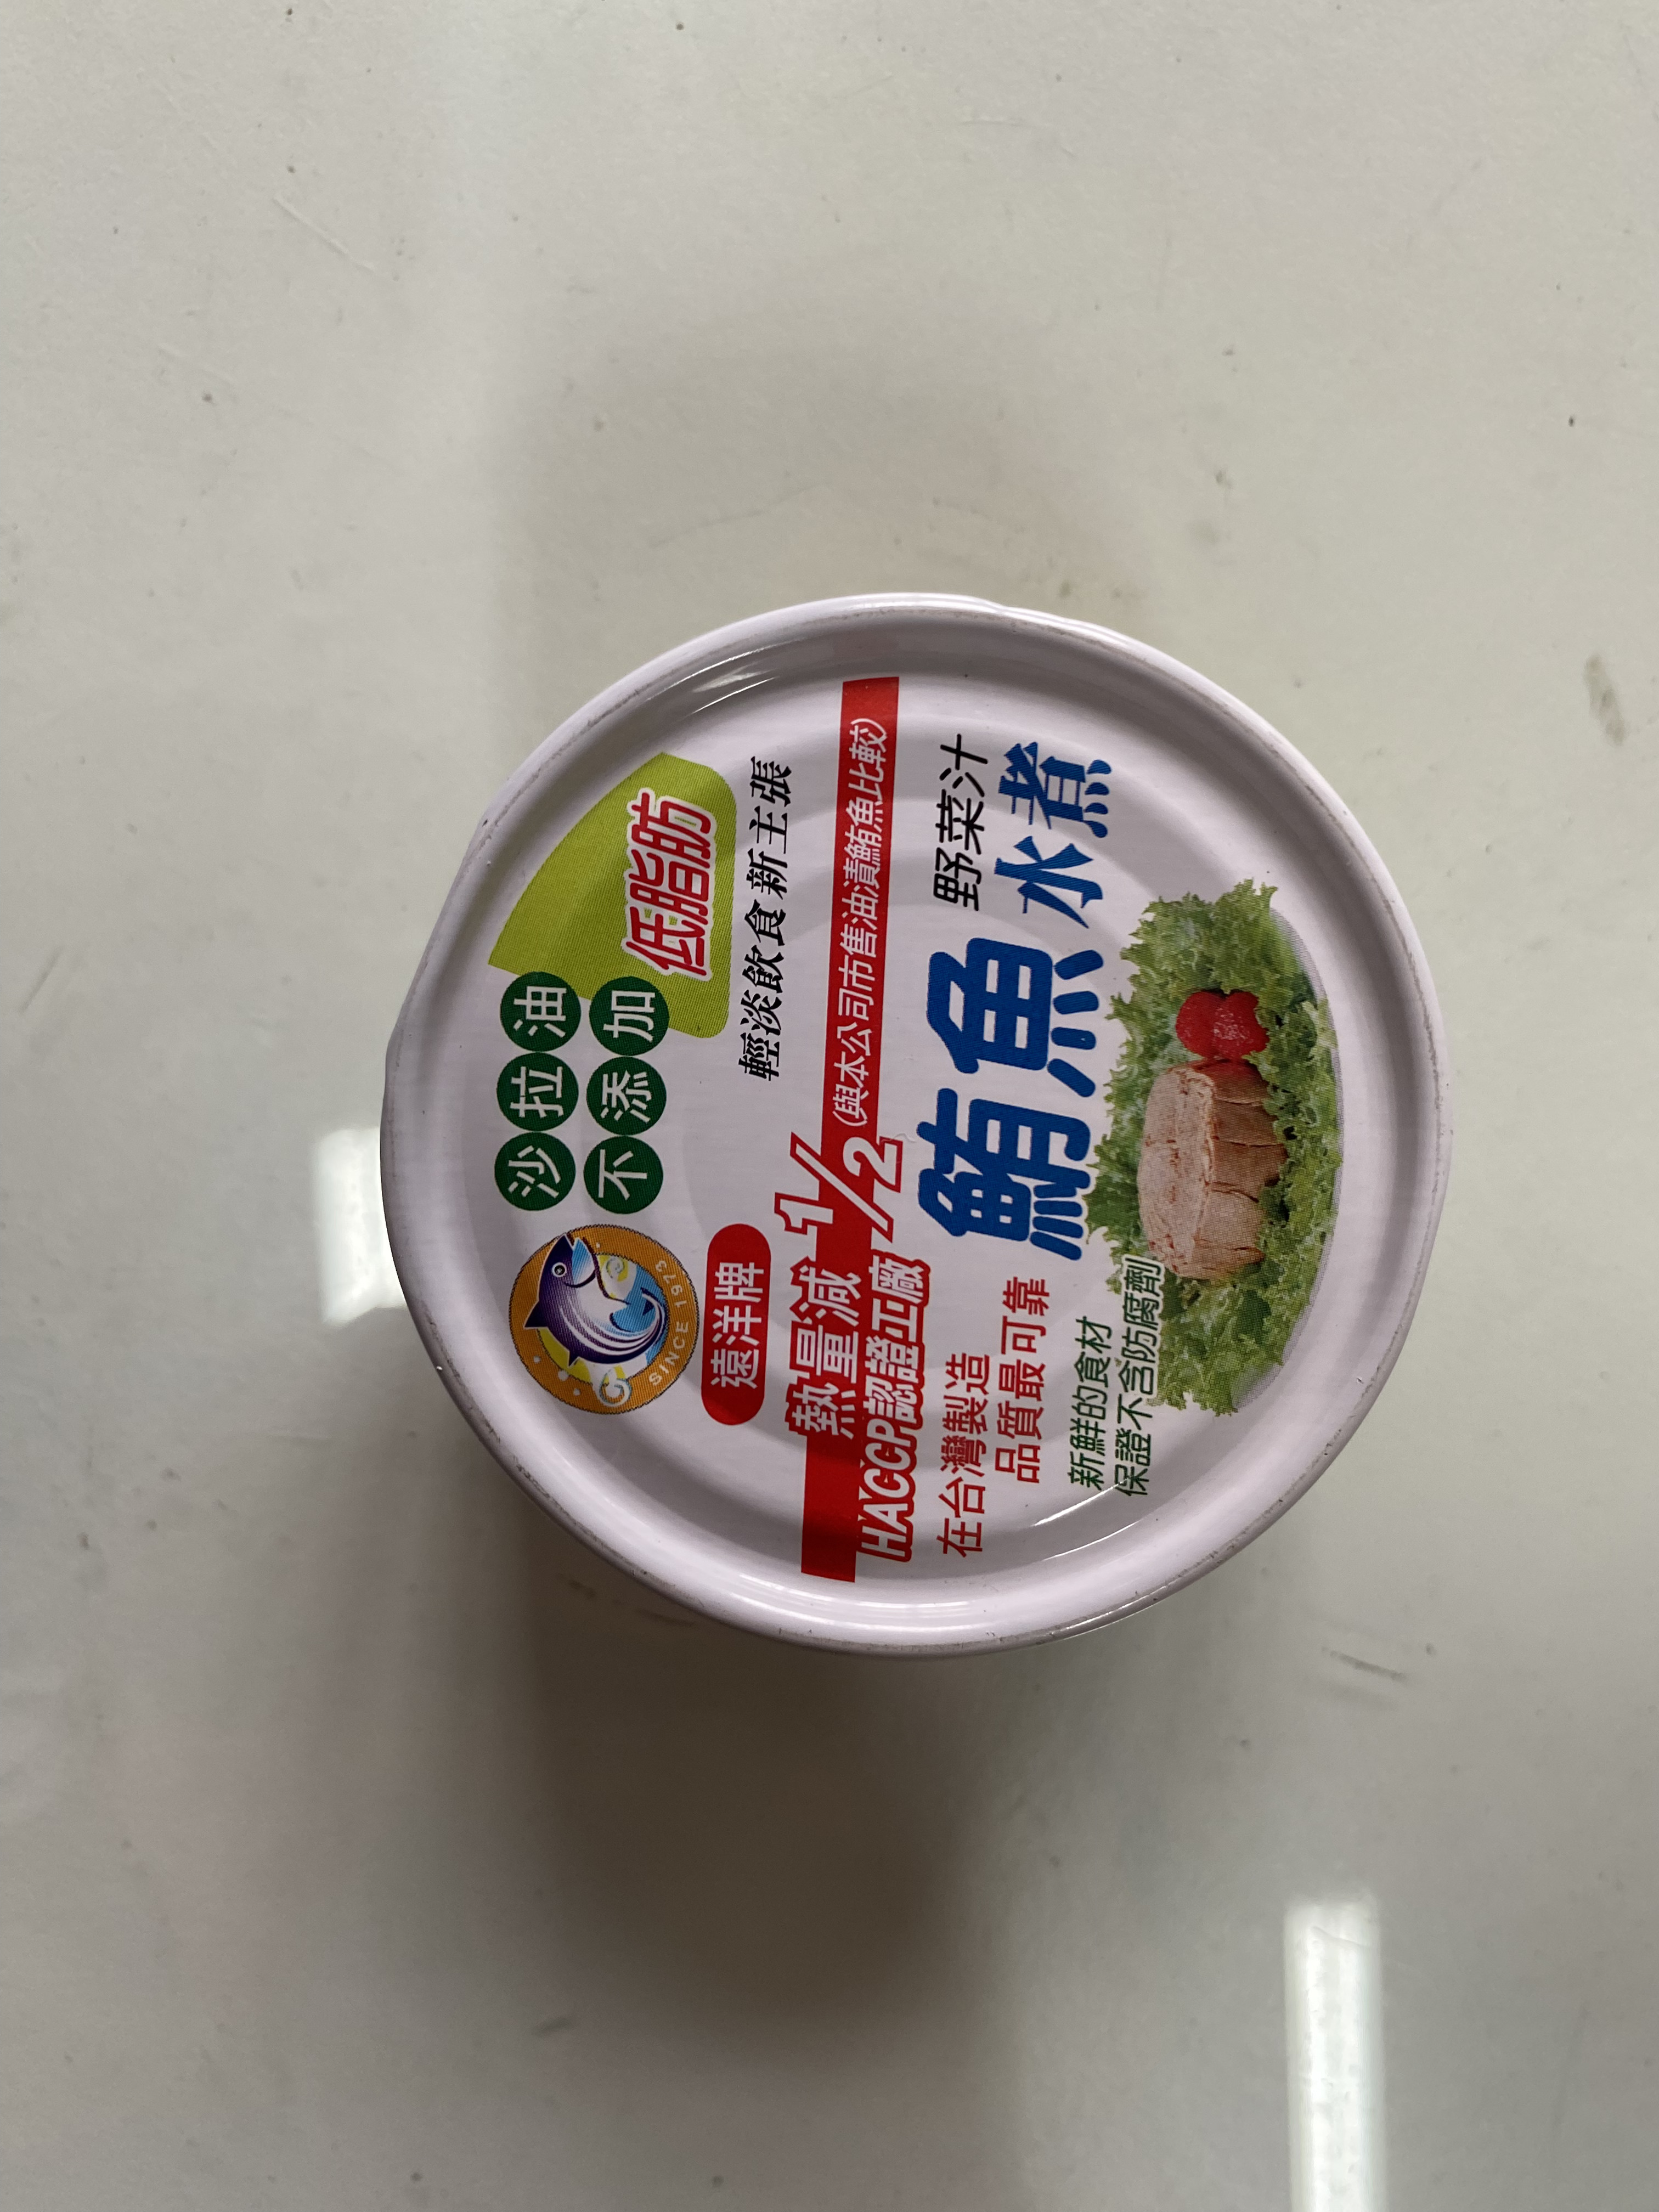 SINCE 1973
沙拉油
不添加
低脂肪
遠洋牌
輕淡飲食新主張
熱量減1/2(與本公司市售油漬鮪魚比較)
HACCP認證工廠
在台灣製造
品質最可靠
野菜汁
鮪魚水煮
新鮮的食材
保證不含防腐劑